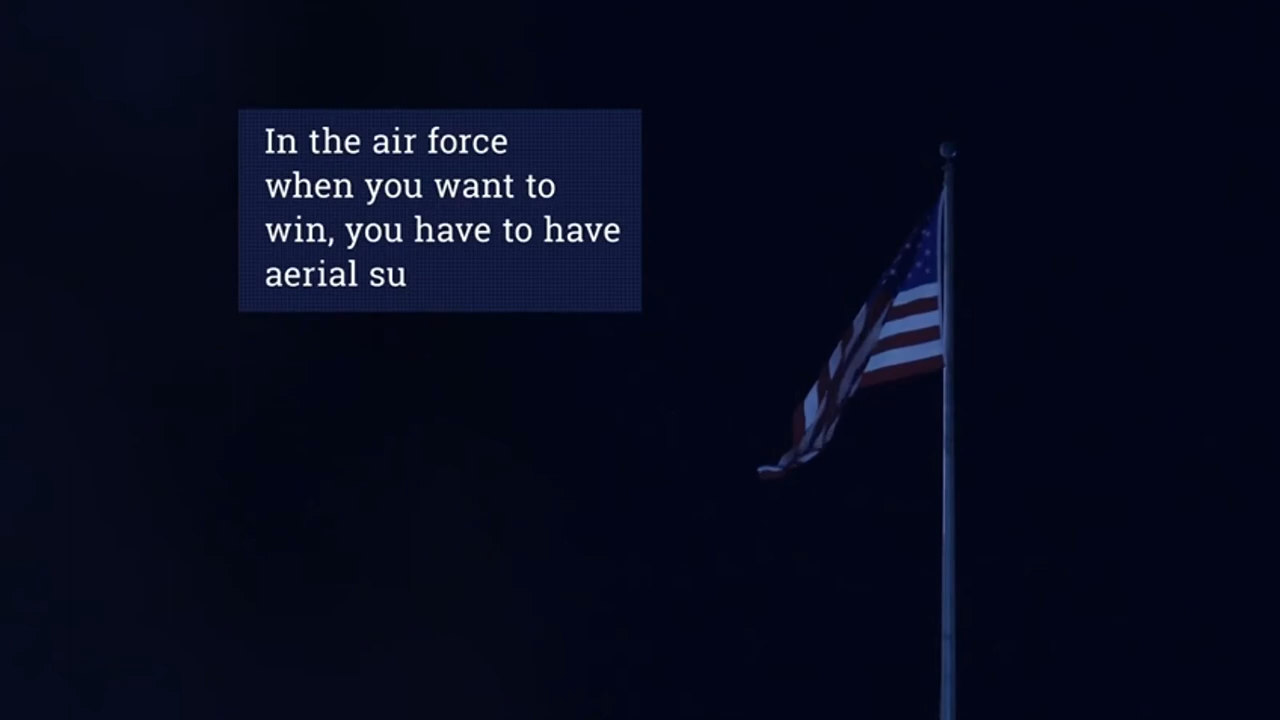 In the air force
when you want to
win, you have to have
aerial su